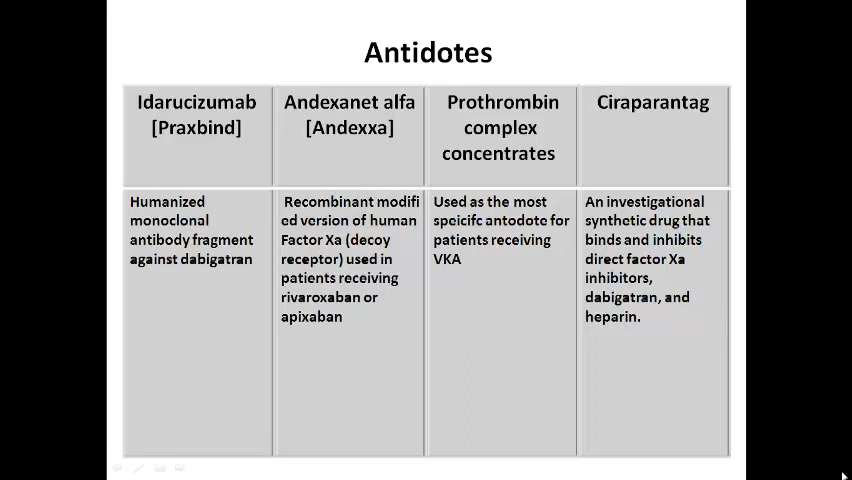 Antidotes
Idarucizumab
[Praxbind]
Andexanet alfa
[Andexxa]
Prothrombin
complex
concentrates
Ciraparantag
Humanized
monoclonal
antibody fragment
against dabigatran
Recombinant modifi
ed version of human
Factor Xa (decoy
receptor) used in
patients receiving
rivaroxaban or
apixaban
Used as the most
speicifc antodote for
patients receiving
VKA
An investigational
synthetic drug that
binds and inhibits
direct factor Xa
inhibitors,
dabigatran, and
heparin.